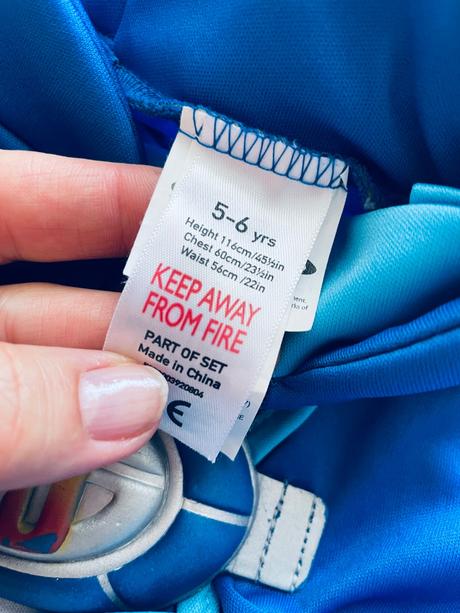 5-6 yrs
Height 116cm/45½in
Chest 60cm/23½in
Waist 56cm /22in
KEEP AWAY
FROM FIRE
PART OF SET
Made in China
CE